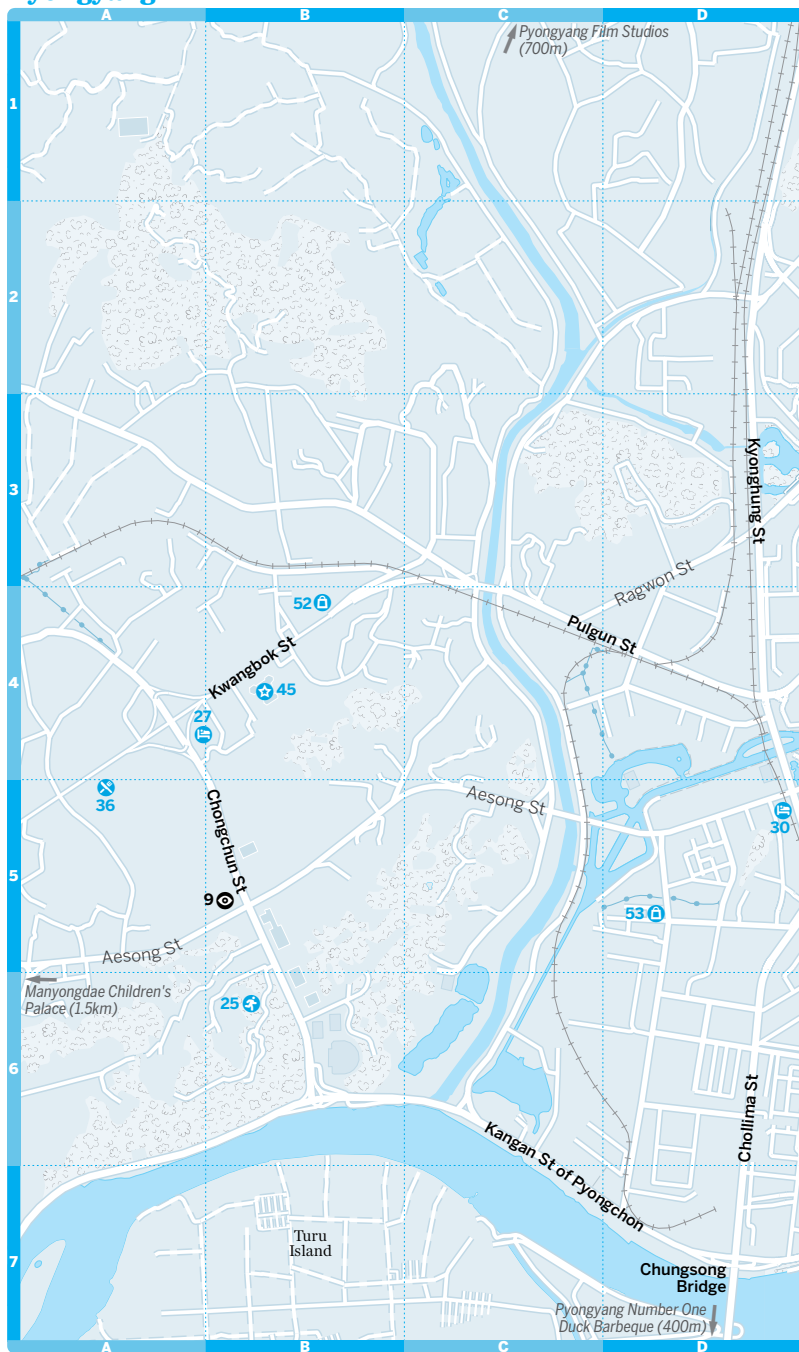 A B C D
Pyongyang Film Studios
(700m)
1
2
3
Kyonghung St
Ragwon St
52
Pulgun St
Kwangbok St
4
45
27
36
Aesong St
30
Chongchun St
5
9
53
Aesong St
Manyongdae Children's
Palace (1.5km)
25
6
Chollima St
Kangan St of Pyongchon
Turu
Island
7
Chungsong
Bridge
Pyongyang Number One
Duck Barbeque (400m)
A B C D